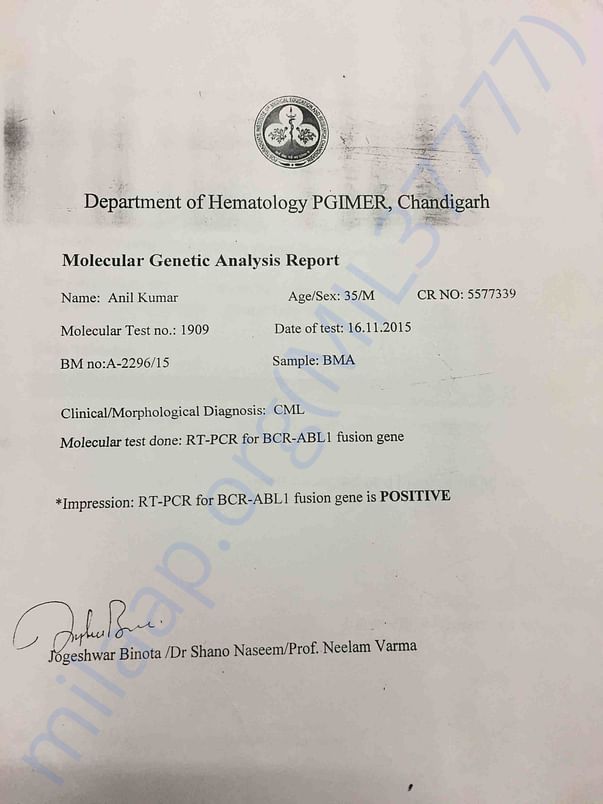 Department of Hematology PGIMER, Chandigarh
Molecular Genetic Analysis Report
Name: Anil Kumar Age/Sex: 35/M CR NO: 5577339
Molecular Test no.: 1909 Date of test: 16.11.2015
BM no:A-2296/15 Sample: BMA
Clinical/Morphological Diagnosis: CML
Molecular test done: RT-PCR for BCR-ABL1 fusion gene
*Impression: RT-PCR for BCR-ABL1 fusion gene is POSITIVE
Jogeshwar Binota /Dr Shano Naseem/Prof. Neelam Varma
milaap.org(MIL37777)